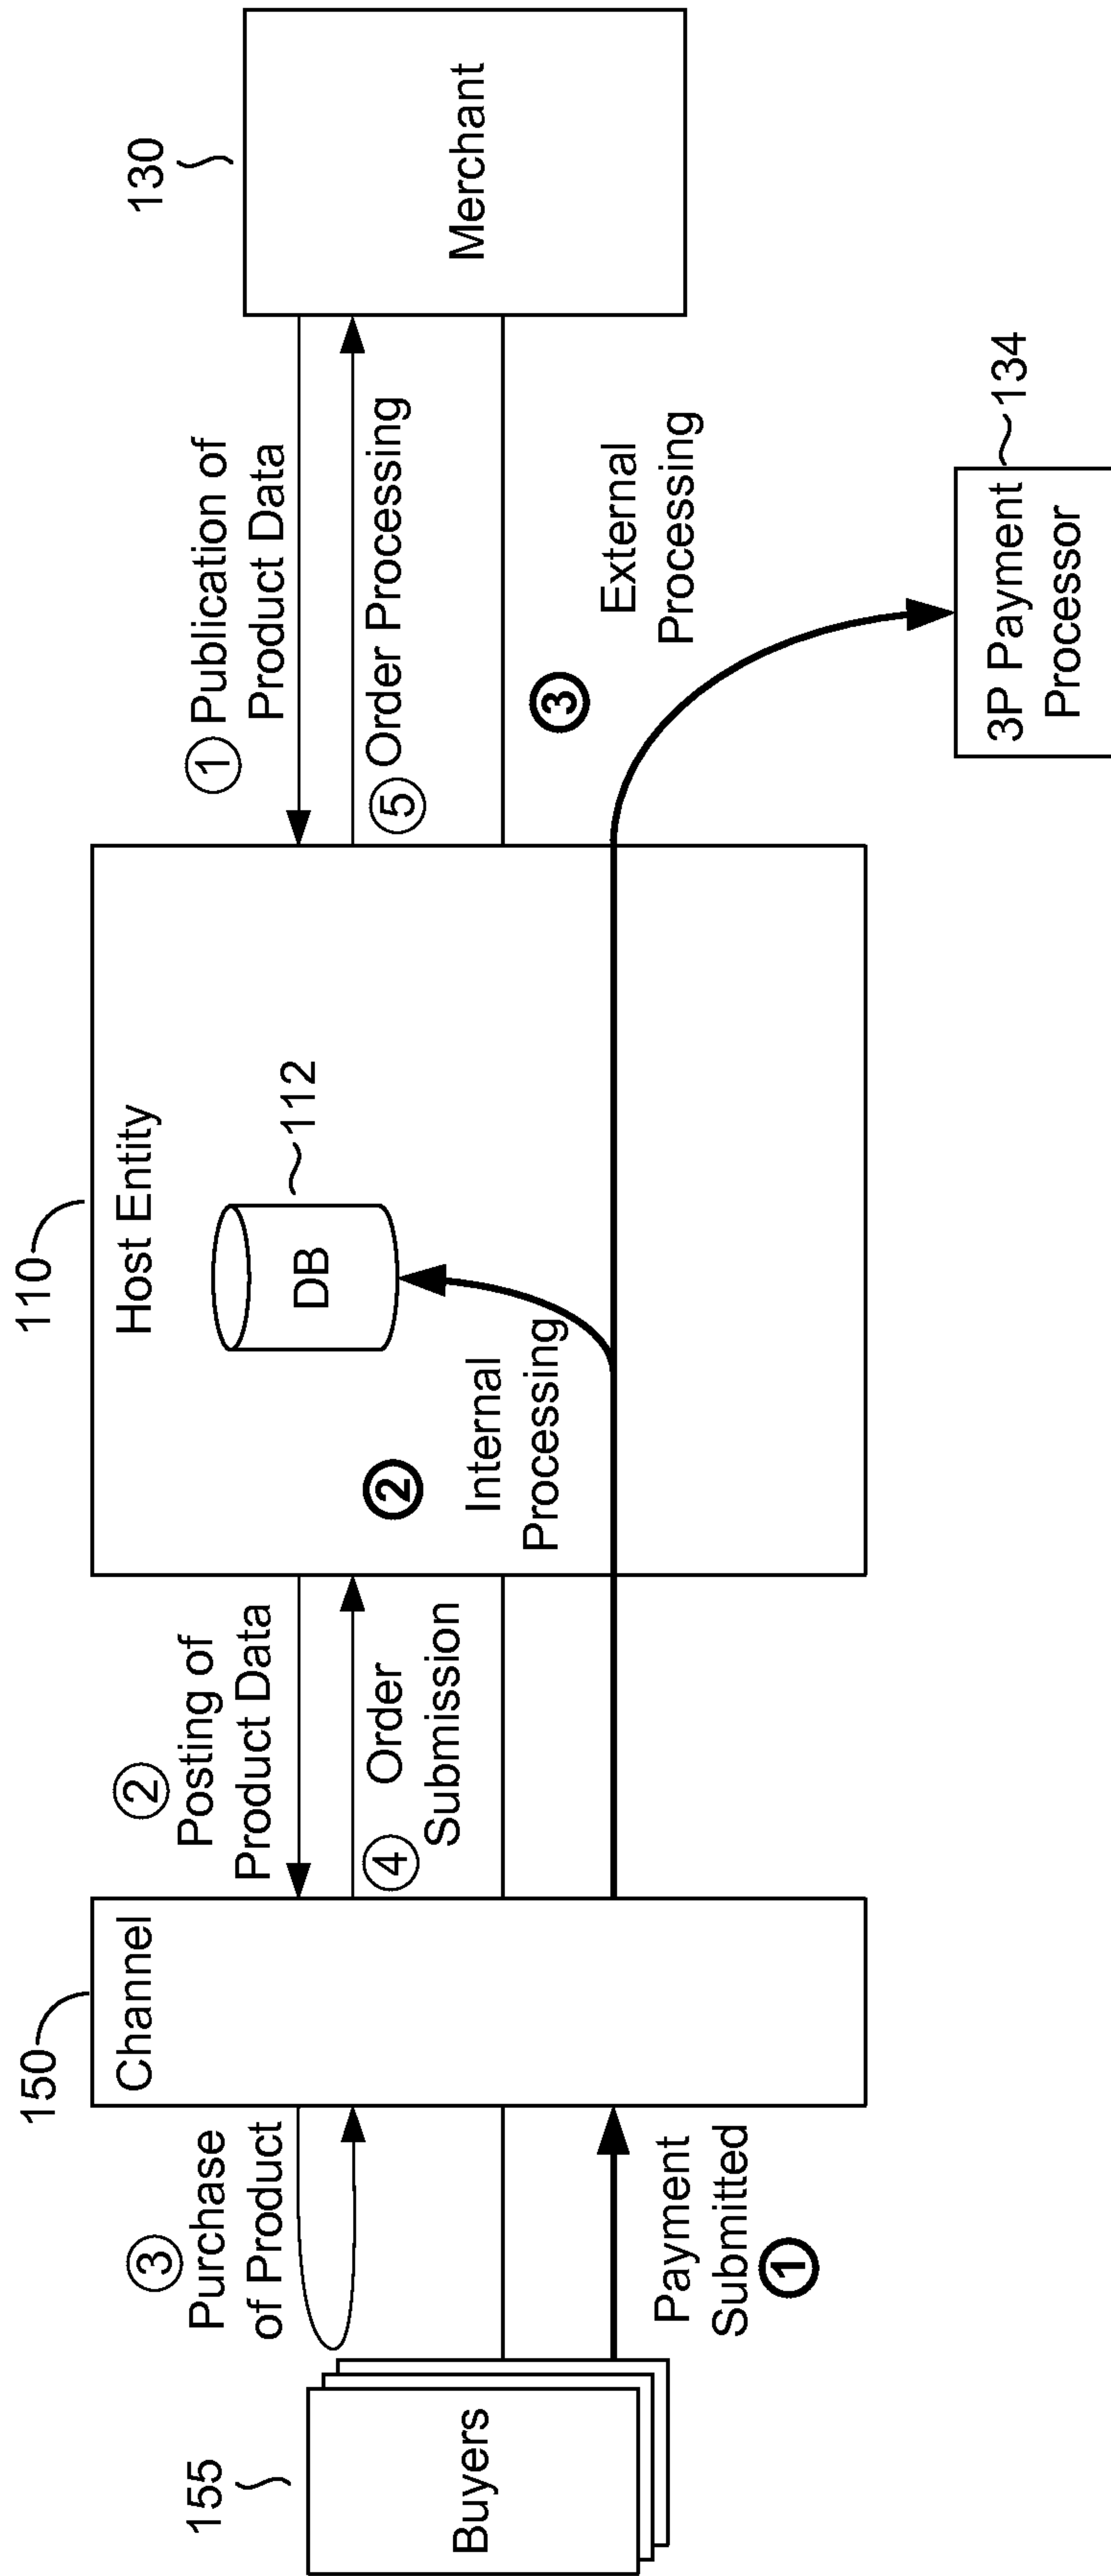 155
Buyers
③
Purchase
of Product
Payment
Submitted
①
150
Channel
②
Posting of
Product Data
④ Order
Submission
110
Host Entity
DB
112
②
Internal
Processing
① Publication of
Product Data
⑤ Order Processing
③
External
Processing
130
Merchant
134
3P Payment
Processor